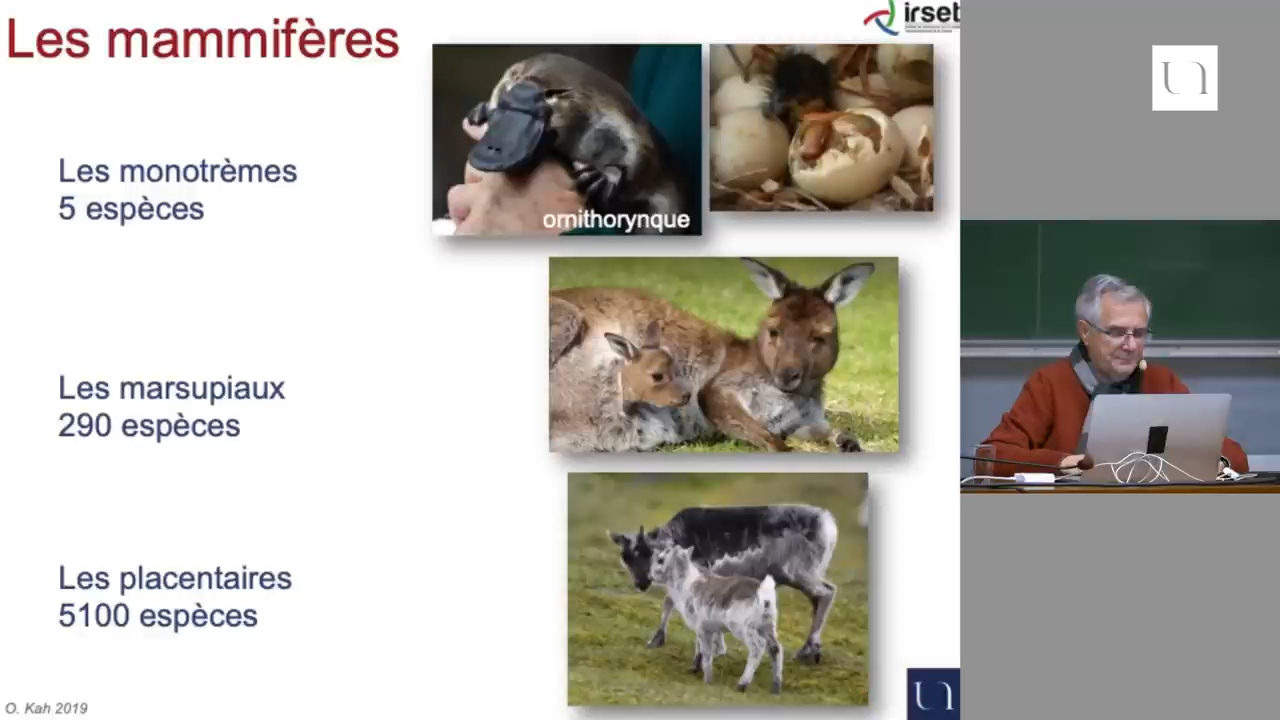 Les mammifères
irset
Les monotrèmes
5 espèces
ornithorynque
Les marsupiaux
290 espèces
Les placentaires
5100 espèces
O. Kah 2019